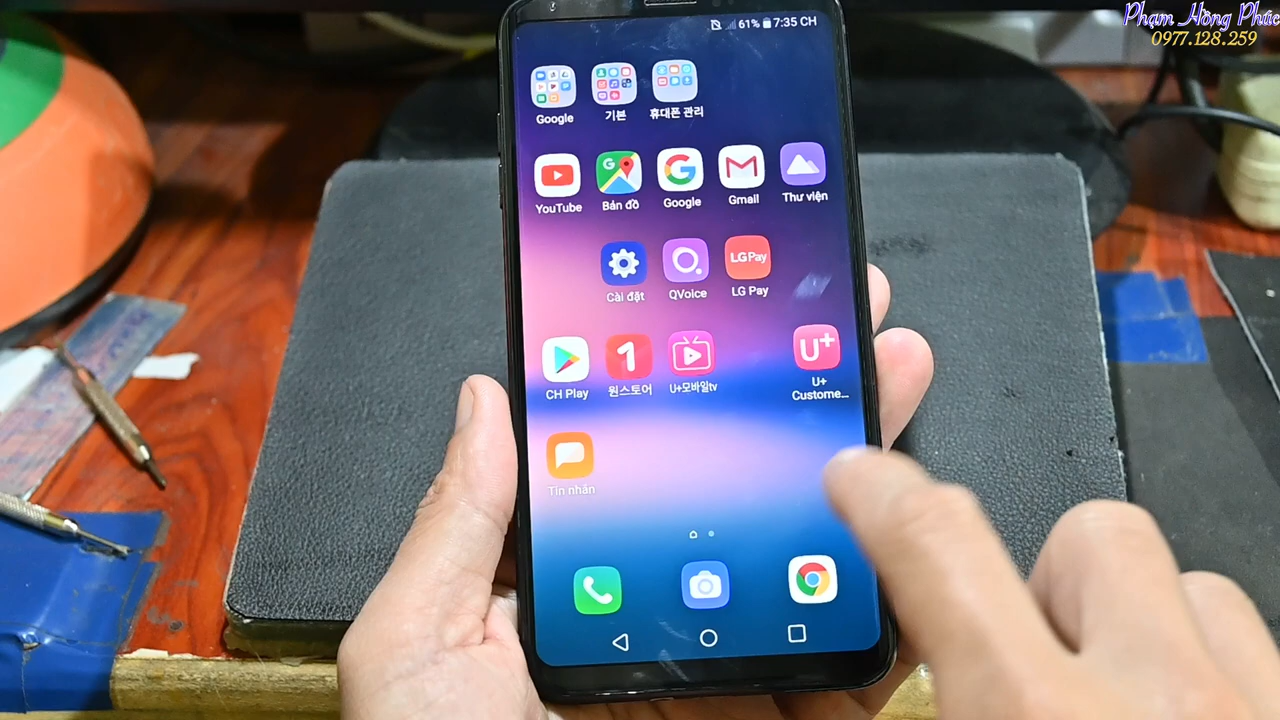 Phạm Hồng Phúc
0977.128.259
61% 7:35 CH
Google 기본 휴대폰 관리
YouTube Bản đồ Google Gmail Thư viện
LG Pay
Cài đặt QVoice LG Pay
1 U+
CH Play 원스토어 U+모바일tv U+ Custome...
Tin nhắn